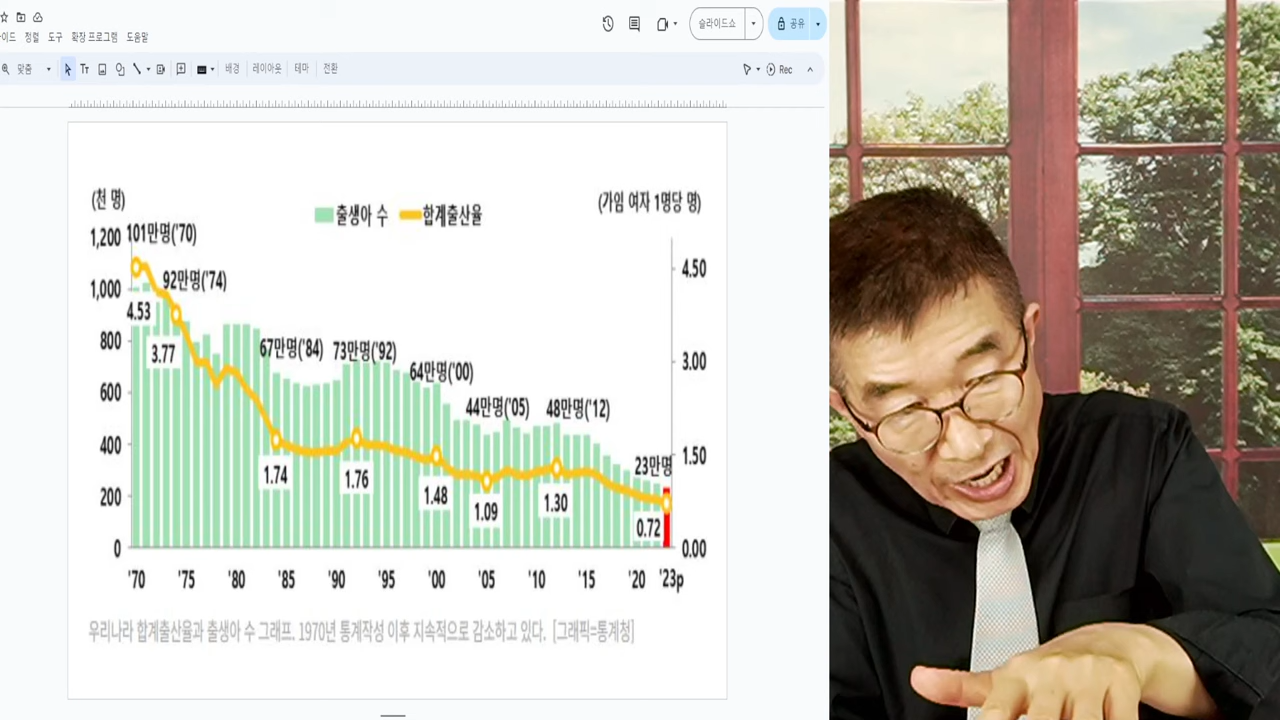 이드 정렬 도구 확장 프로그램 도움말
슬라이드쇼
공유
맞춤
Tr
배경
레이아웃
테마
전환
Rec
(천 명)
출생아 수
합계출산율
(가임 여자 1명당 명)
1,200
1,000
800
600
400
200
0
101만명('70)
92만명('74)
67만명('84)
73만명('92)
64만명('00)
44만명('05)
48만명('12)
23만명
4.53
3.77
1.74
1.76
1.48
1.09
1.30
0.72
4.50
3.00
1.50
0.00
'70 '75 '80 '85 '90 '95 '00 '05 '10 '15 '20 '23p
우리나라 합계출산율과 출생아 수 그래프. 1970년 통계작성 이후 지속적으로 감소하고 있다. [그래픽=통계청]